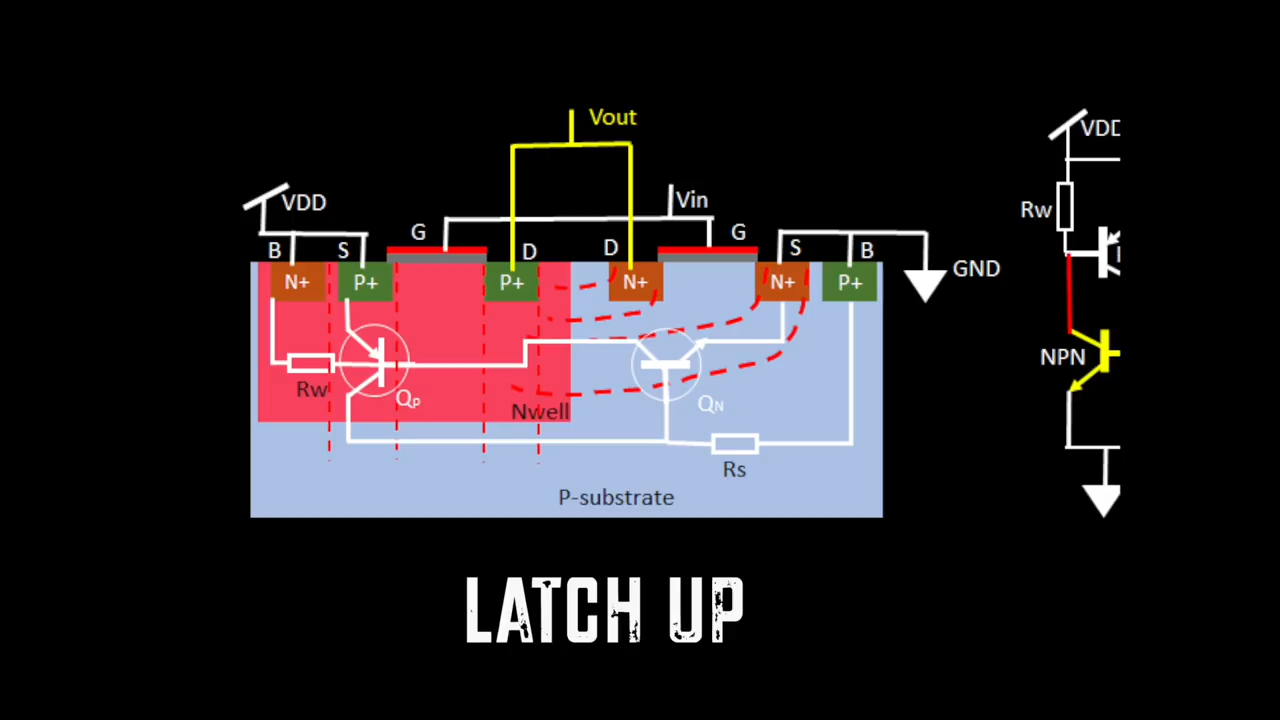 Vout
VDD
Vin
VDD
Rw
G
G
B
S
D
D
S
B
GND
N+
P+
P+
N+
N+
P+
NPN
Rw
QP
QN
Nwell
Rs
P-substrate
LATCH UP